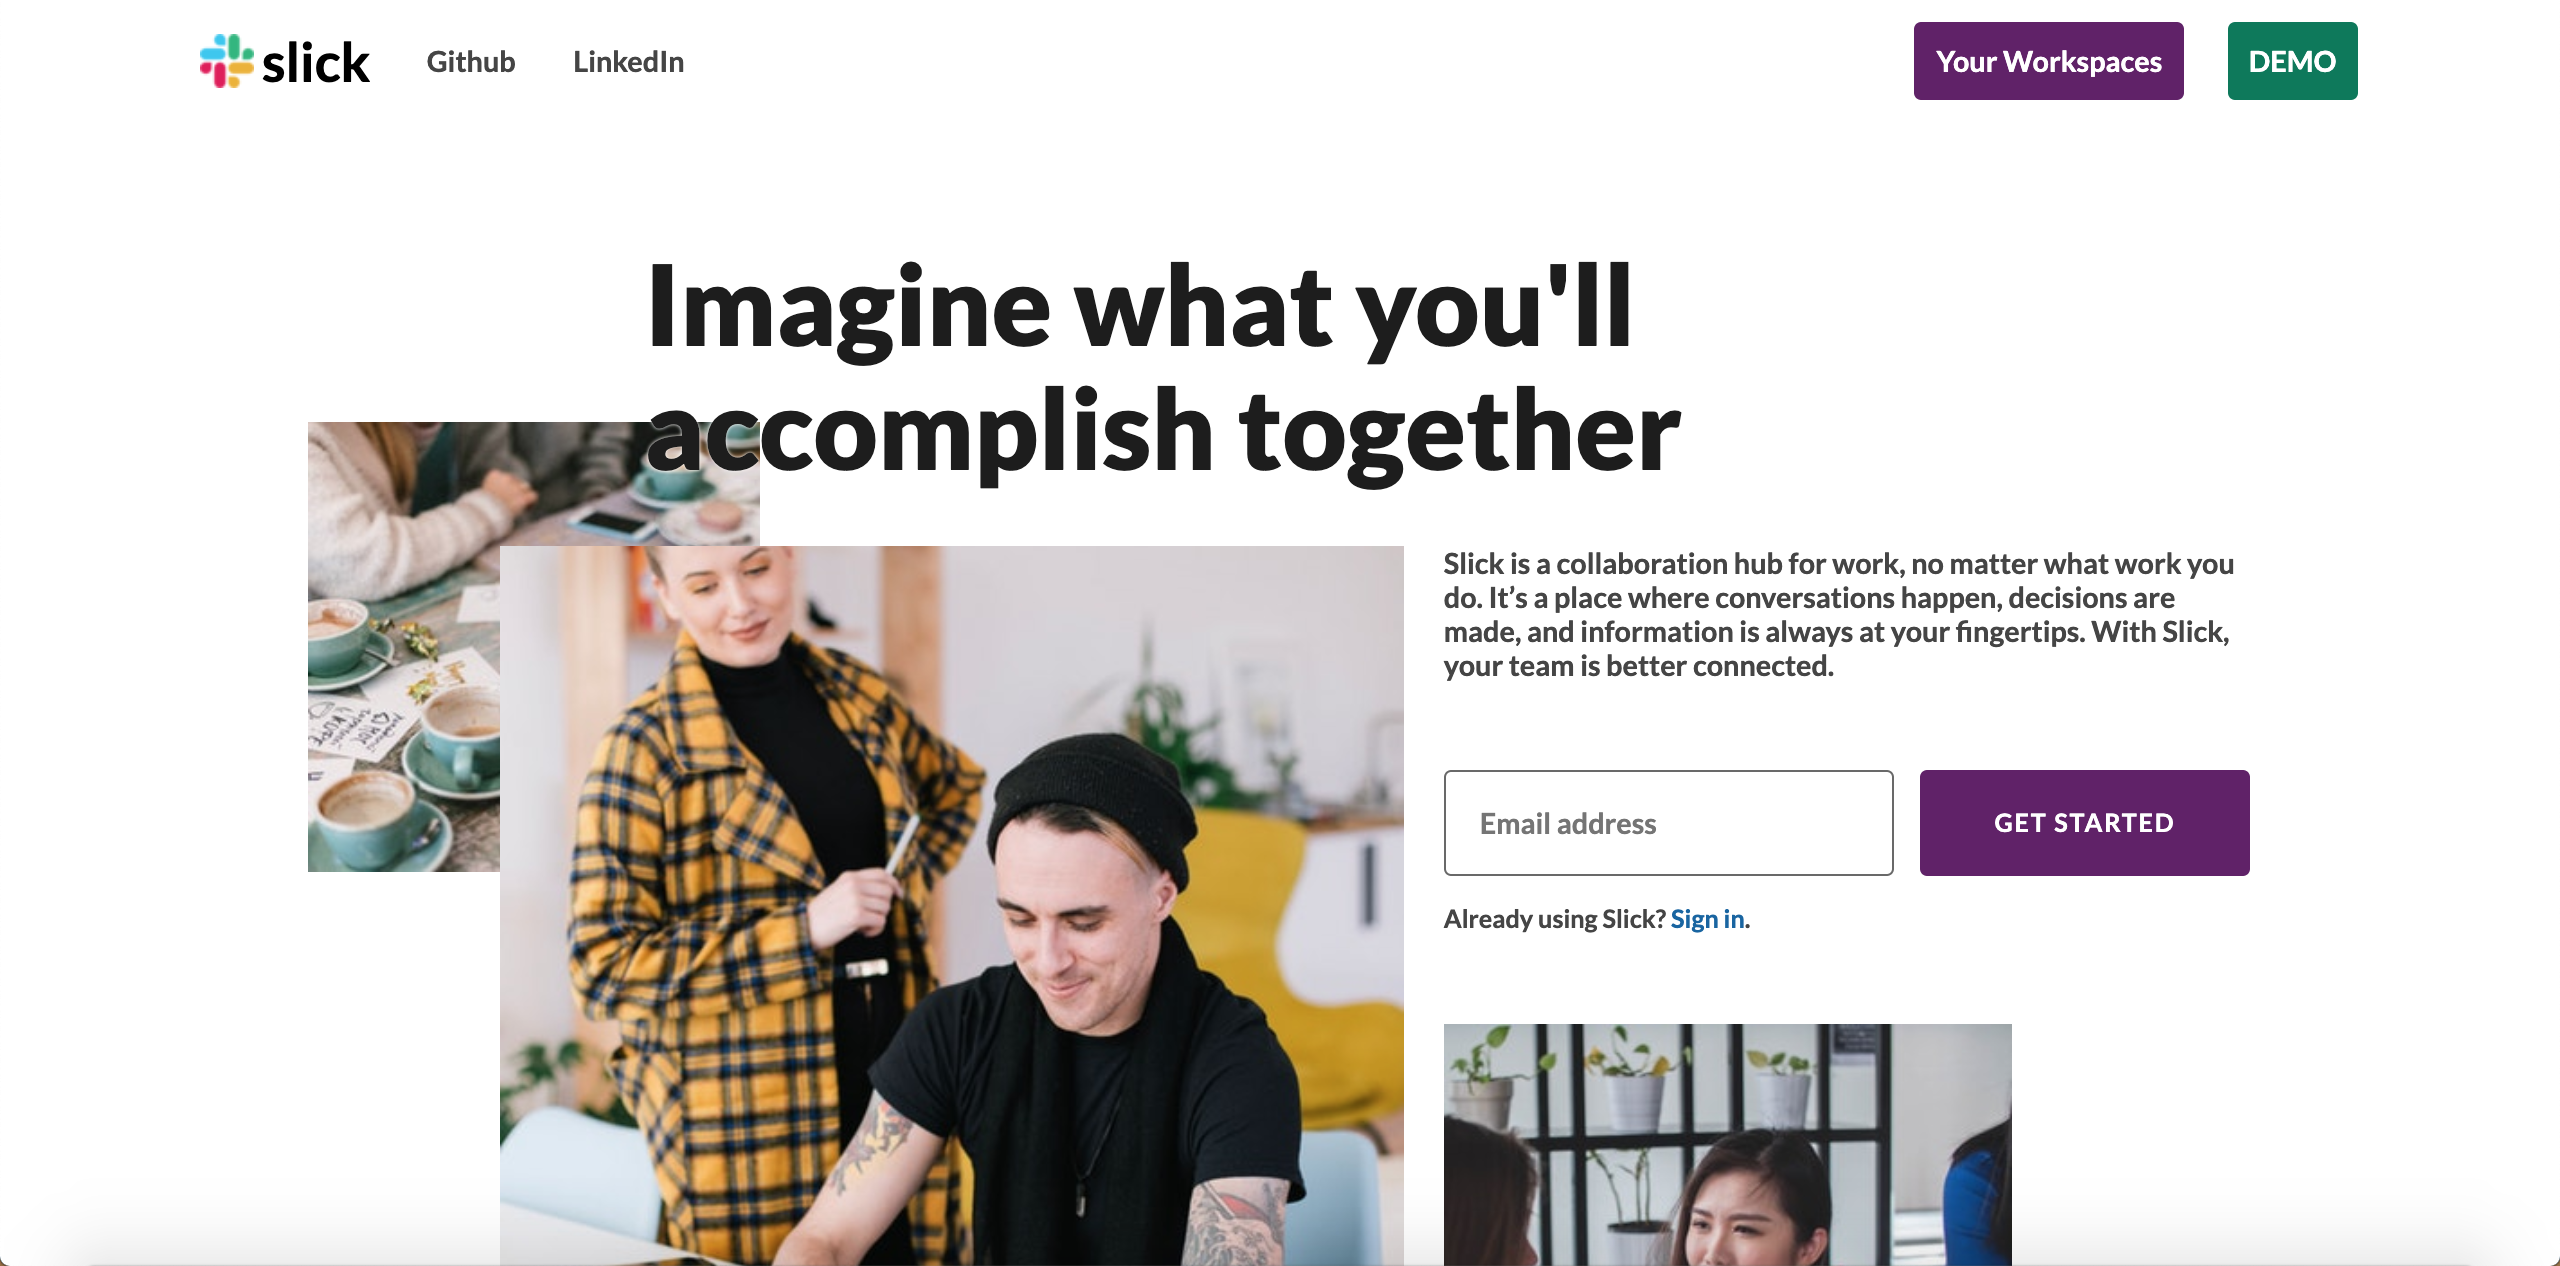 slick
Github
LinkedIn
Your Workspaces
DEMO
Imagine what you'll
accomplish together
Slick is a collaboration hub for work, no matter what work you
do. It’s a place where conversations happen, decisions are
made, and information is always at your fingertips. With Slick,
your team is better connected.
Email address
GET STARTED
Already using Slick? Sign in.